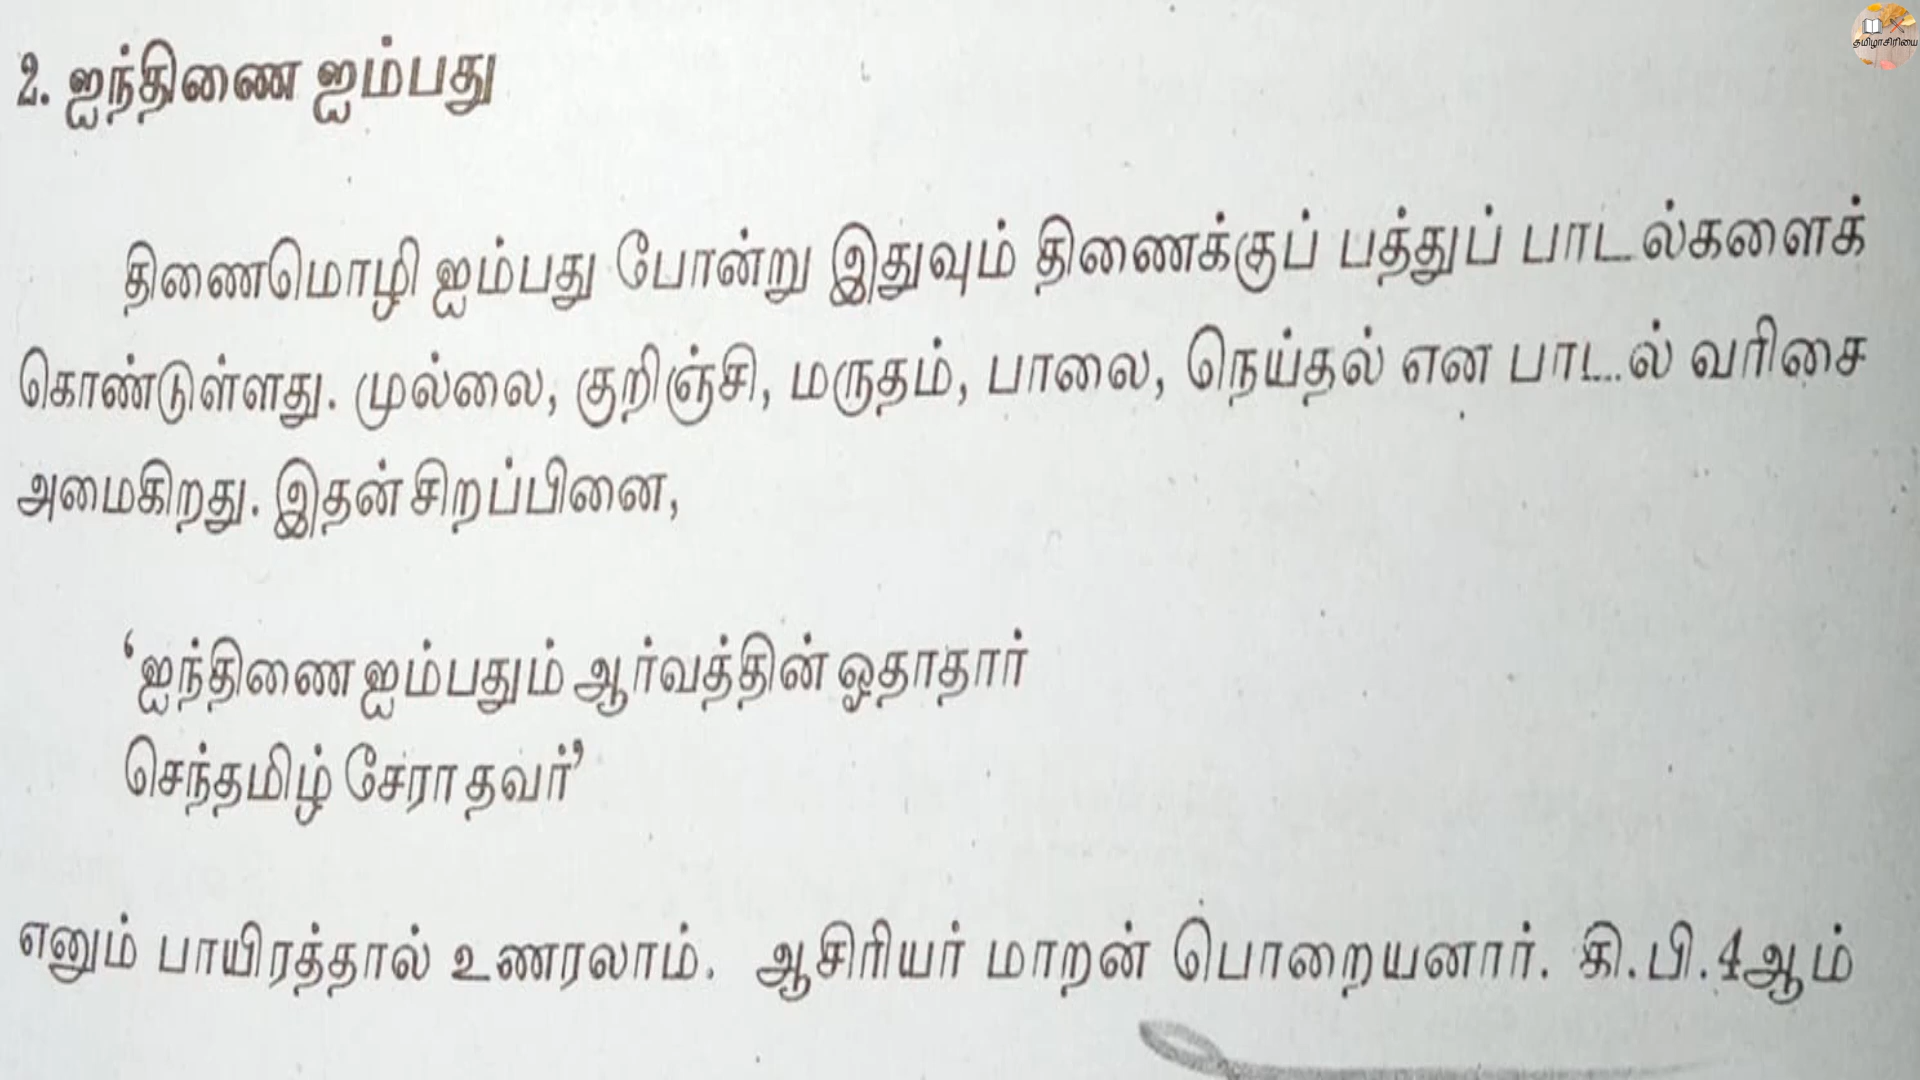 தமிழாசிரியை
2. ஐந்திணை ஐம்பது
திணைமொழி ஐம்பது போன்று இதுவும் திணைக்குப் பத்துப் பாடல்களைக்
கொண்டுள்ளது. முல்லை, குறிஞ்சி, மருதம், பாலை, நெய்தல் என பாடல் வரிசை
அமைகிறது. இதன் சிறப்பினை,
‘ஐந்திணை ஐம்பதும் ஆர்வத்தின் ஓதாதார்
செந்தமிழ் சேராதவர்’
எனும் பாயிரத்தால் உணரலாம். ஆசிரியர் மாறன் பொறையனார். கி.பி.4ஆம்